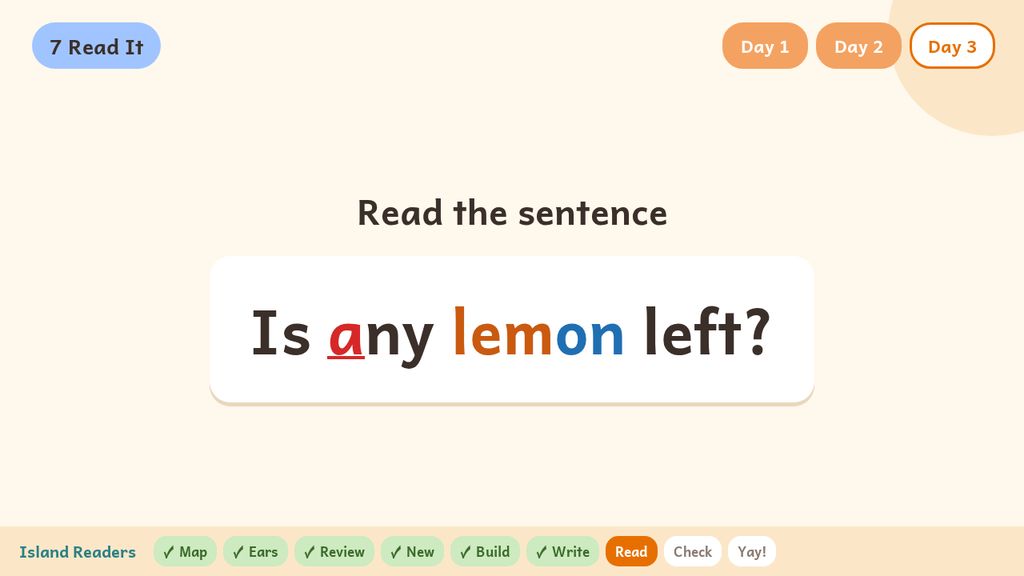 7 Read It
Day 1 Day 2 Day 3
Read the sentence
Is any lemon left?
Island Readers ✓ Map ✓ Ears ✓ Review ✓ New ✓ Build ✓ Write Read Check Yay!